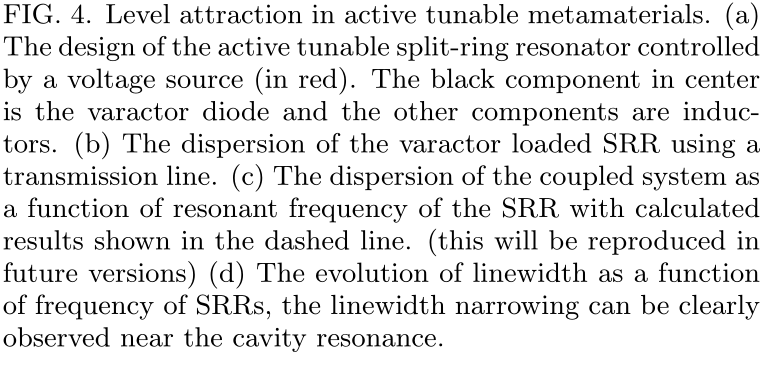 FIG. 4. Level attraction in active tunable metamaterials. (a)
The design of the active tunable split-ring resonator controlled
by a voltage source (in red). The black component in center
is the varactor diode and the other components are induc-
tors. (b) The dispersion of the varactor loaded SRR using a
transmission line. (c) The dispersion of the coupled system as
a function of resonant frequency of the SRR with calculated
results shown in the dashed line. (this will be reproduced in
future versions) (d) The evolution of linewidth as a function
of frequency of SRRs, the linewidth narrowing can be clearly
observed near the cavity resonance.